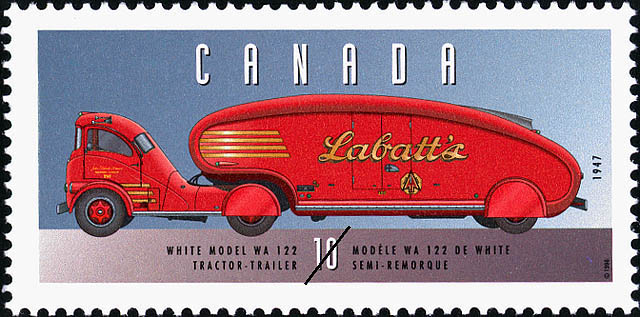 CANADA
Labatt's
1947
WHITE MODEL WA 122
TRACTOR-TRAILER
10
MODÈLE WA 122 DE WHITE
SEMI-REMORQUE